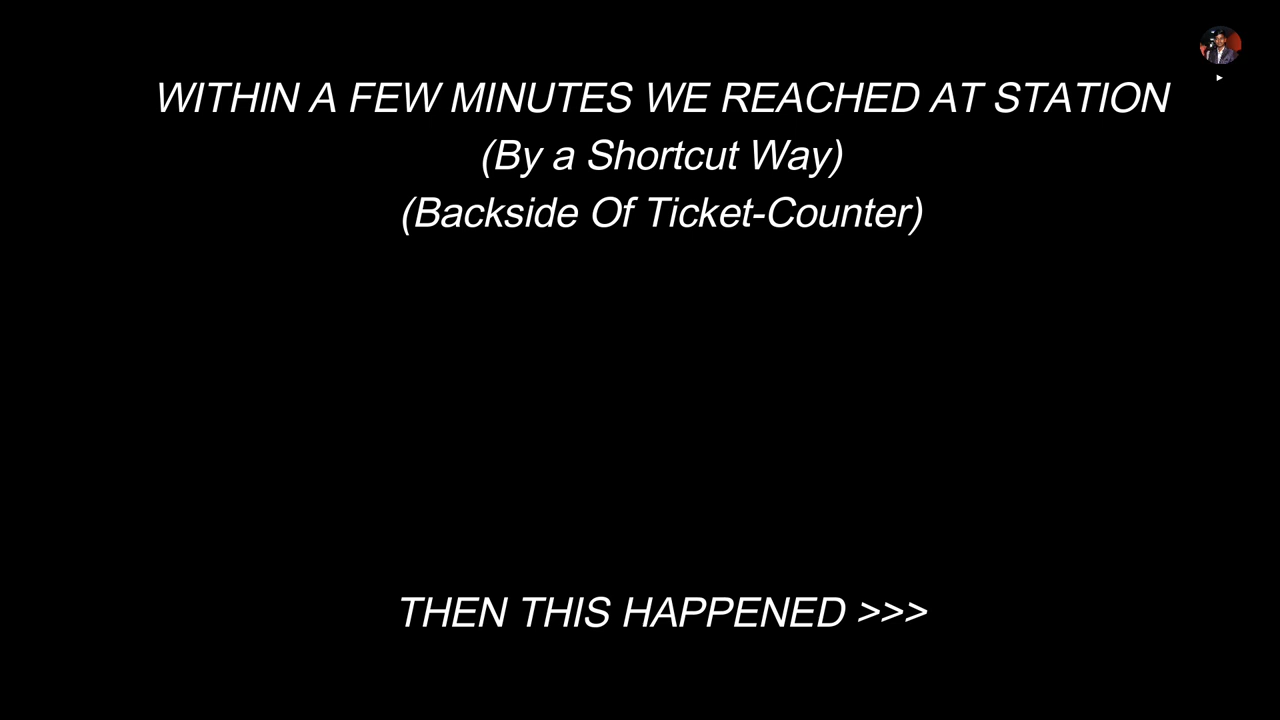 WITHIN A FEW MINUTES WE REACHED AT STATION
(By a Shortcut Way)
(Backside Of Ticket-Counter)
THEN THIS HAPPENED >>>